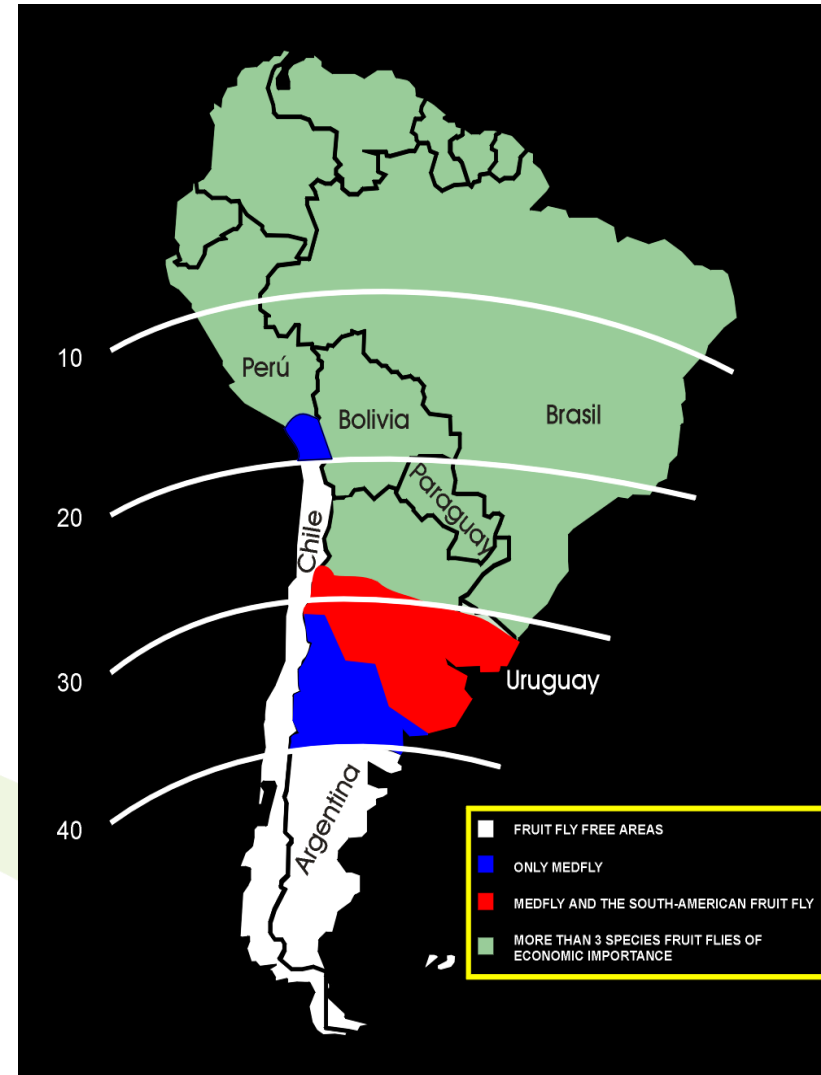 10
Perú
Bolivia
Brasil
20
Paraguay
Chile
30
Uruguay
40
Argentina
FRUIT FLY FREE AREAS
ONLY MEDFLY
MEDFLY AND THE SOUTH-AMERICAN FRUIT FLY
MORE THAN 3 SPECIES FRUIT FLIES OF
ECONOMIC IMPORTANCE